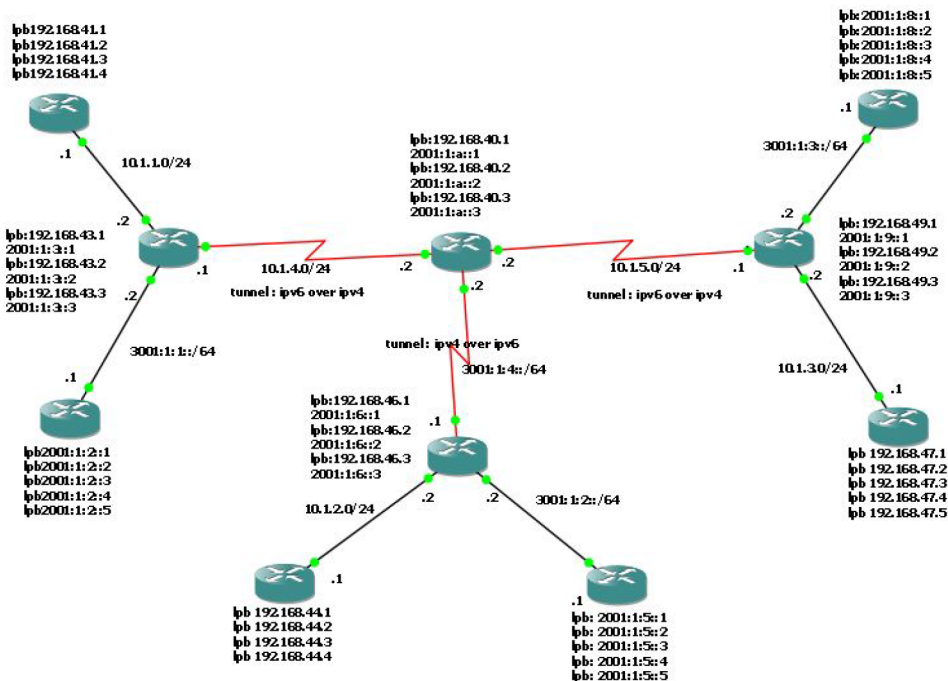 lpb192.168.41.1
lpb192.168.41.2
lpb192.168.41.3
lpb192.168.41.4
.1
10.1.1.0/24
.2
lpb:192.168.43.1
2001:1:3::1
lpb:192.168.43.2
2001:1:3::2
lpb:192.168.43.3
2001:1:3::3
.1
.2
3001:1:1::/64
.1
lpb2001:1:2::1
lpb2001:1:2::2
lpb2001:1:2::3
lpb2001:1:2::4
lpb2001:1:2::5
10.1.4.0/24
tunnel : ipv6 over ipv4
lpb:192.168.40.1
2001:1:a::1
lpb:192.168.40.2
2001:1:a::2
lpb:192.168.40.3
2001:1:a::3
.2
.2
.2
10.1.5.0/24
tunnel : ipv6 over ipv4
tunnel : ipv4 over ipv6
3001:1:4::/64
.1
lpb:192.168.46.1
2001:1:6::1
lpb:192.168.46.2
2001:1:6::2
lpb:192.168.46.3
2001:1:6::3
.2
.2
10.1.2.0/24
3001:1:2::/64
.1
lpb 192.168.44.1
lpb 192.168.44.2
lpb 192.168.44.3
lpb 192.168.44.4
.1
lpb: 2001:1:5::1
lpb: 2001:1:5::2
lpb: 2001:1:5::3
lpb: 2001:1:5::4
lpb: 2001:1:5::5
lpb: 2001:1:8::1
lpb: 2001:1:8::2
lpb: 2001:1:8::3
lpb: 2001:1:8::4
lpb: 2001:1:8::5
.1
3001:1:3::/64
.2
lpb:192.168.49.1
2001:1:9::1
lpb:192.168.49.2
2001:1:9::2
lpb:192.168.49.3
2001:1:9::3
.1
.2
10.1.3.0/24
.1
lpb 192.168.47.1
lpb 192.168.47.2
lpb 192.168.47.3
lpb 192.168.47.4
lpb 192.168.47.5